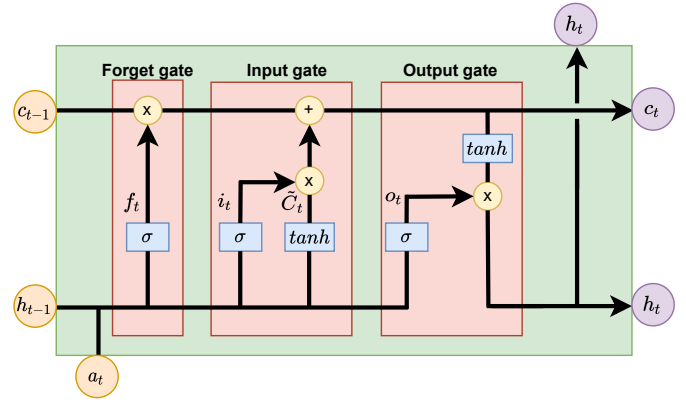 h_t
Forget gate Input gate Output gate
c_{t-1} x + c_t
tanh
x
f_t i_t C̃_t o_t x
σ σ tanh σ
h_{t-1} h_t
a_t